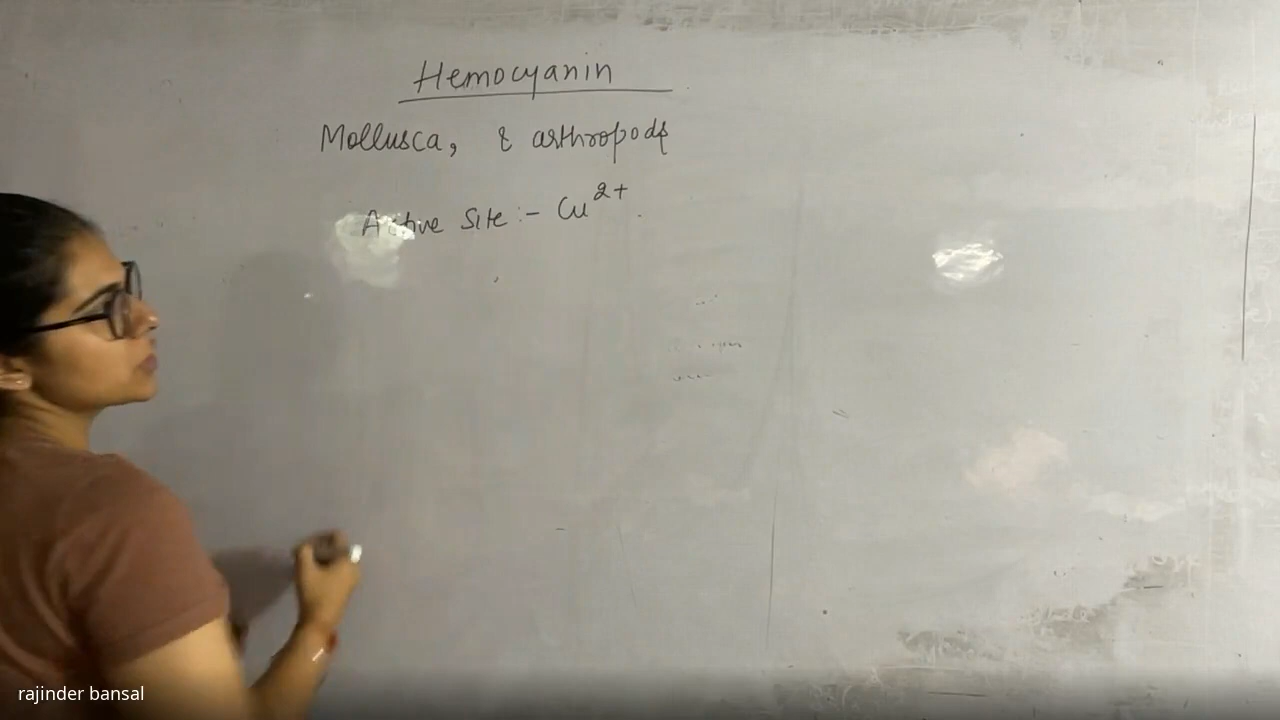 Hemocyanin
Mollusca, & arthropods
Active Site :- Cu²⁺.
rajinder bansal